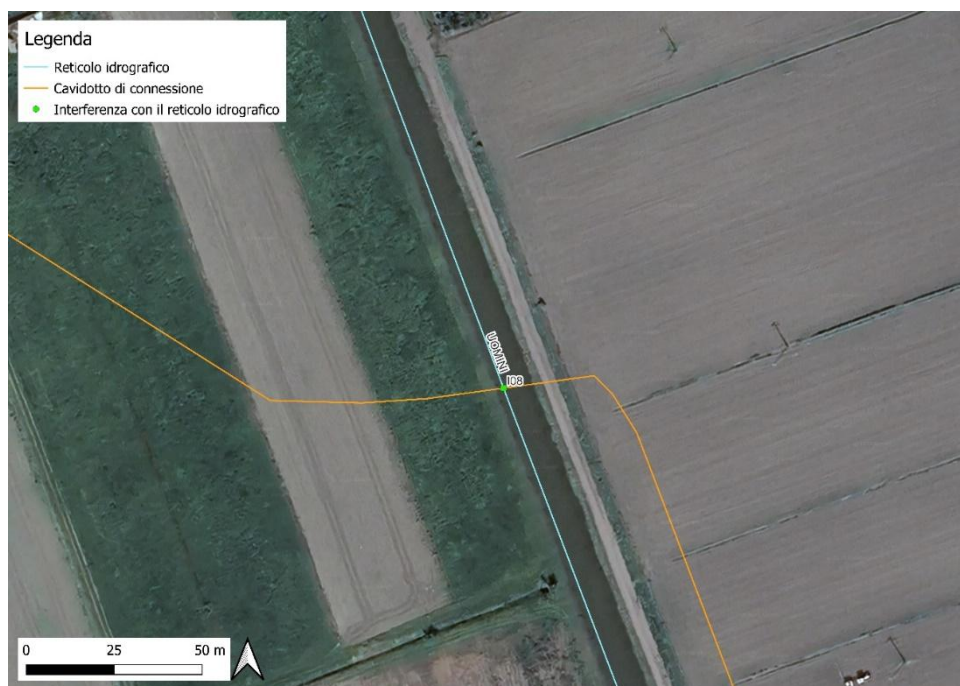 Legenda
Reticolo idrografico
Cavidotto di connessione
Interferenza con il reticolo idrografico
UOMINI
I08
0 25 50 m